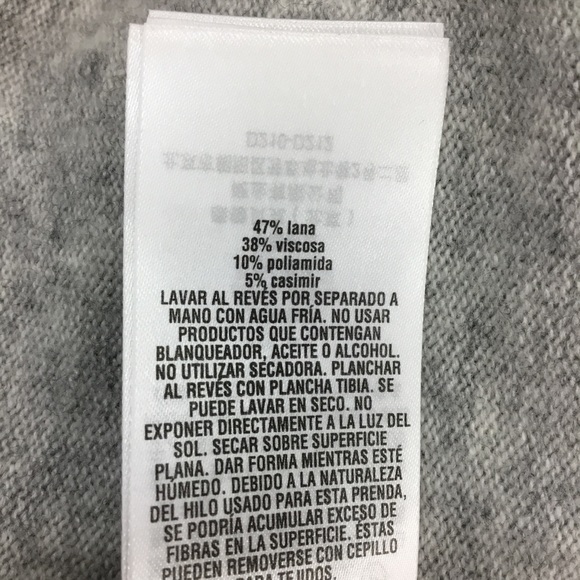 47% lana
38% viscosa
10% poliamida
5% casimir
LAVAR AL REVÉS POR SEPARADO A
MANO CON AGUA FRÍA. NO USAR
PRODUCTOS QUE CONTENGAN
BLANQUEADOR, ACEITE O ALCOHOL.
NO UTILIZAR SECADORA. PLANCHAR
AL REVÉS CON PLANCHA TIBIA. SE
PUEDE LAVAR EN SECO. NO
EXPONER DIRECTAMENTE A LA LUZ DEL
SOL. SECAR SOBRE SUPERFICIE
PLANA. DAR FORMA MIENTRAS ESTÉ
HÚMEDO. DEBIDO A LA NATURALEZA
DEL HILO USADO PARA ESTA PRENDA,
SE PODRÍA ACUMULAR EXCESO DE
FIBRAS EN LA SUPERFICIE. ÉSTAS
PUEDEN REMOVERSE CON CEPILLO
PARA TEJIDOS.